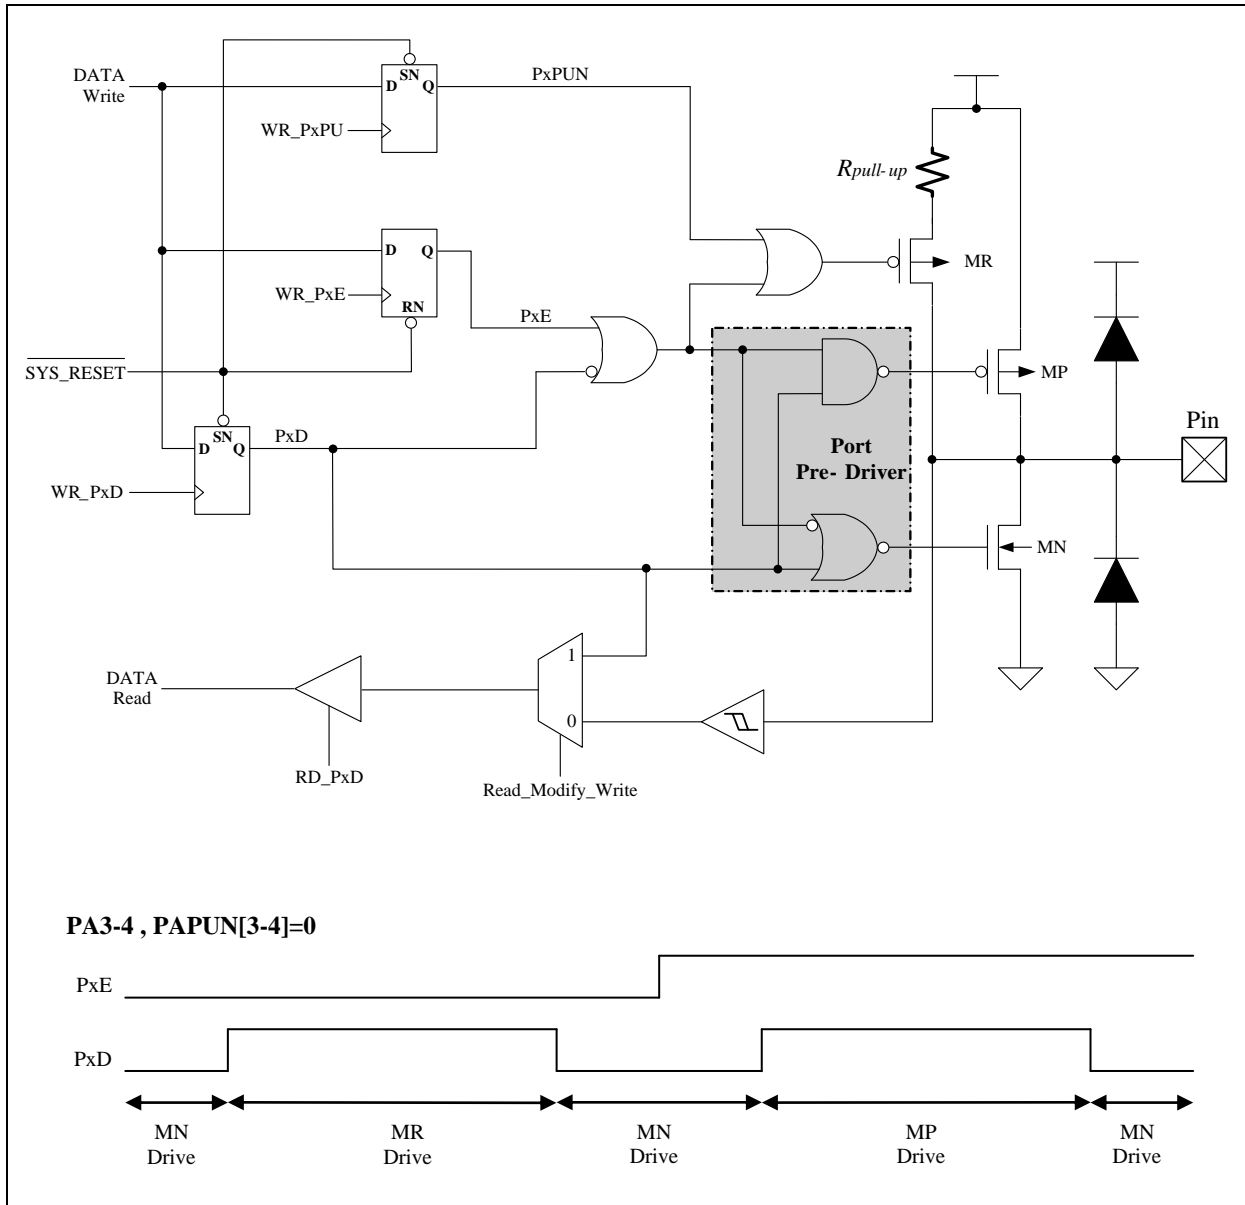 DATA
Write
SN
D
Q
PxPUN
WR_PxPU
Rpull-up
D
Q
WR_PxE
RN
PxE
MR
SYS_RESET
MP
SN
D
Q
PxD
WR_PxD
Port
Pre- Driver
Pin
MN
1
0
DATA
Read
RD_PxD
Read_Modify_Write
PA3-4 , PAPUN[3-4]=0
PxE
PxD
MN
Drive
MR
Drive
MN
Drive
MP
Drive
MN
Drive